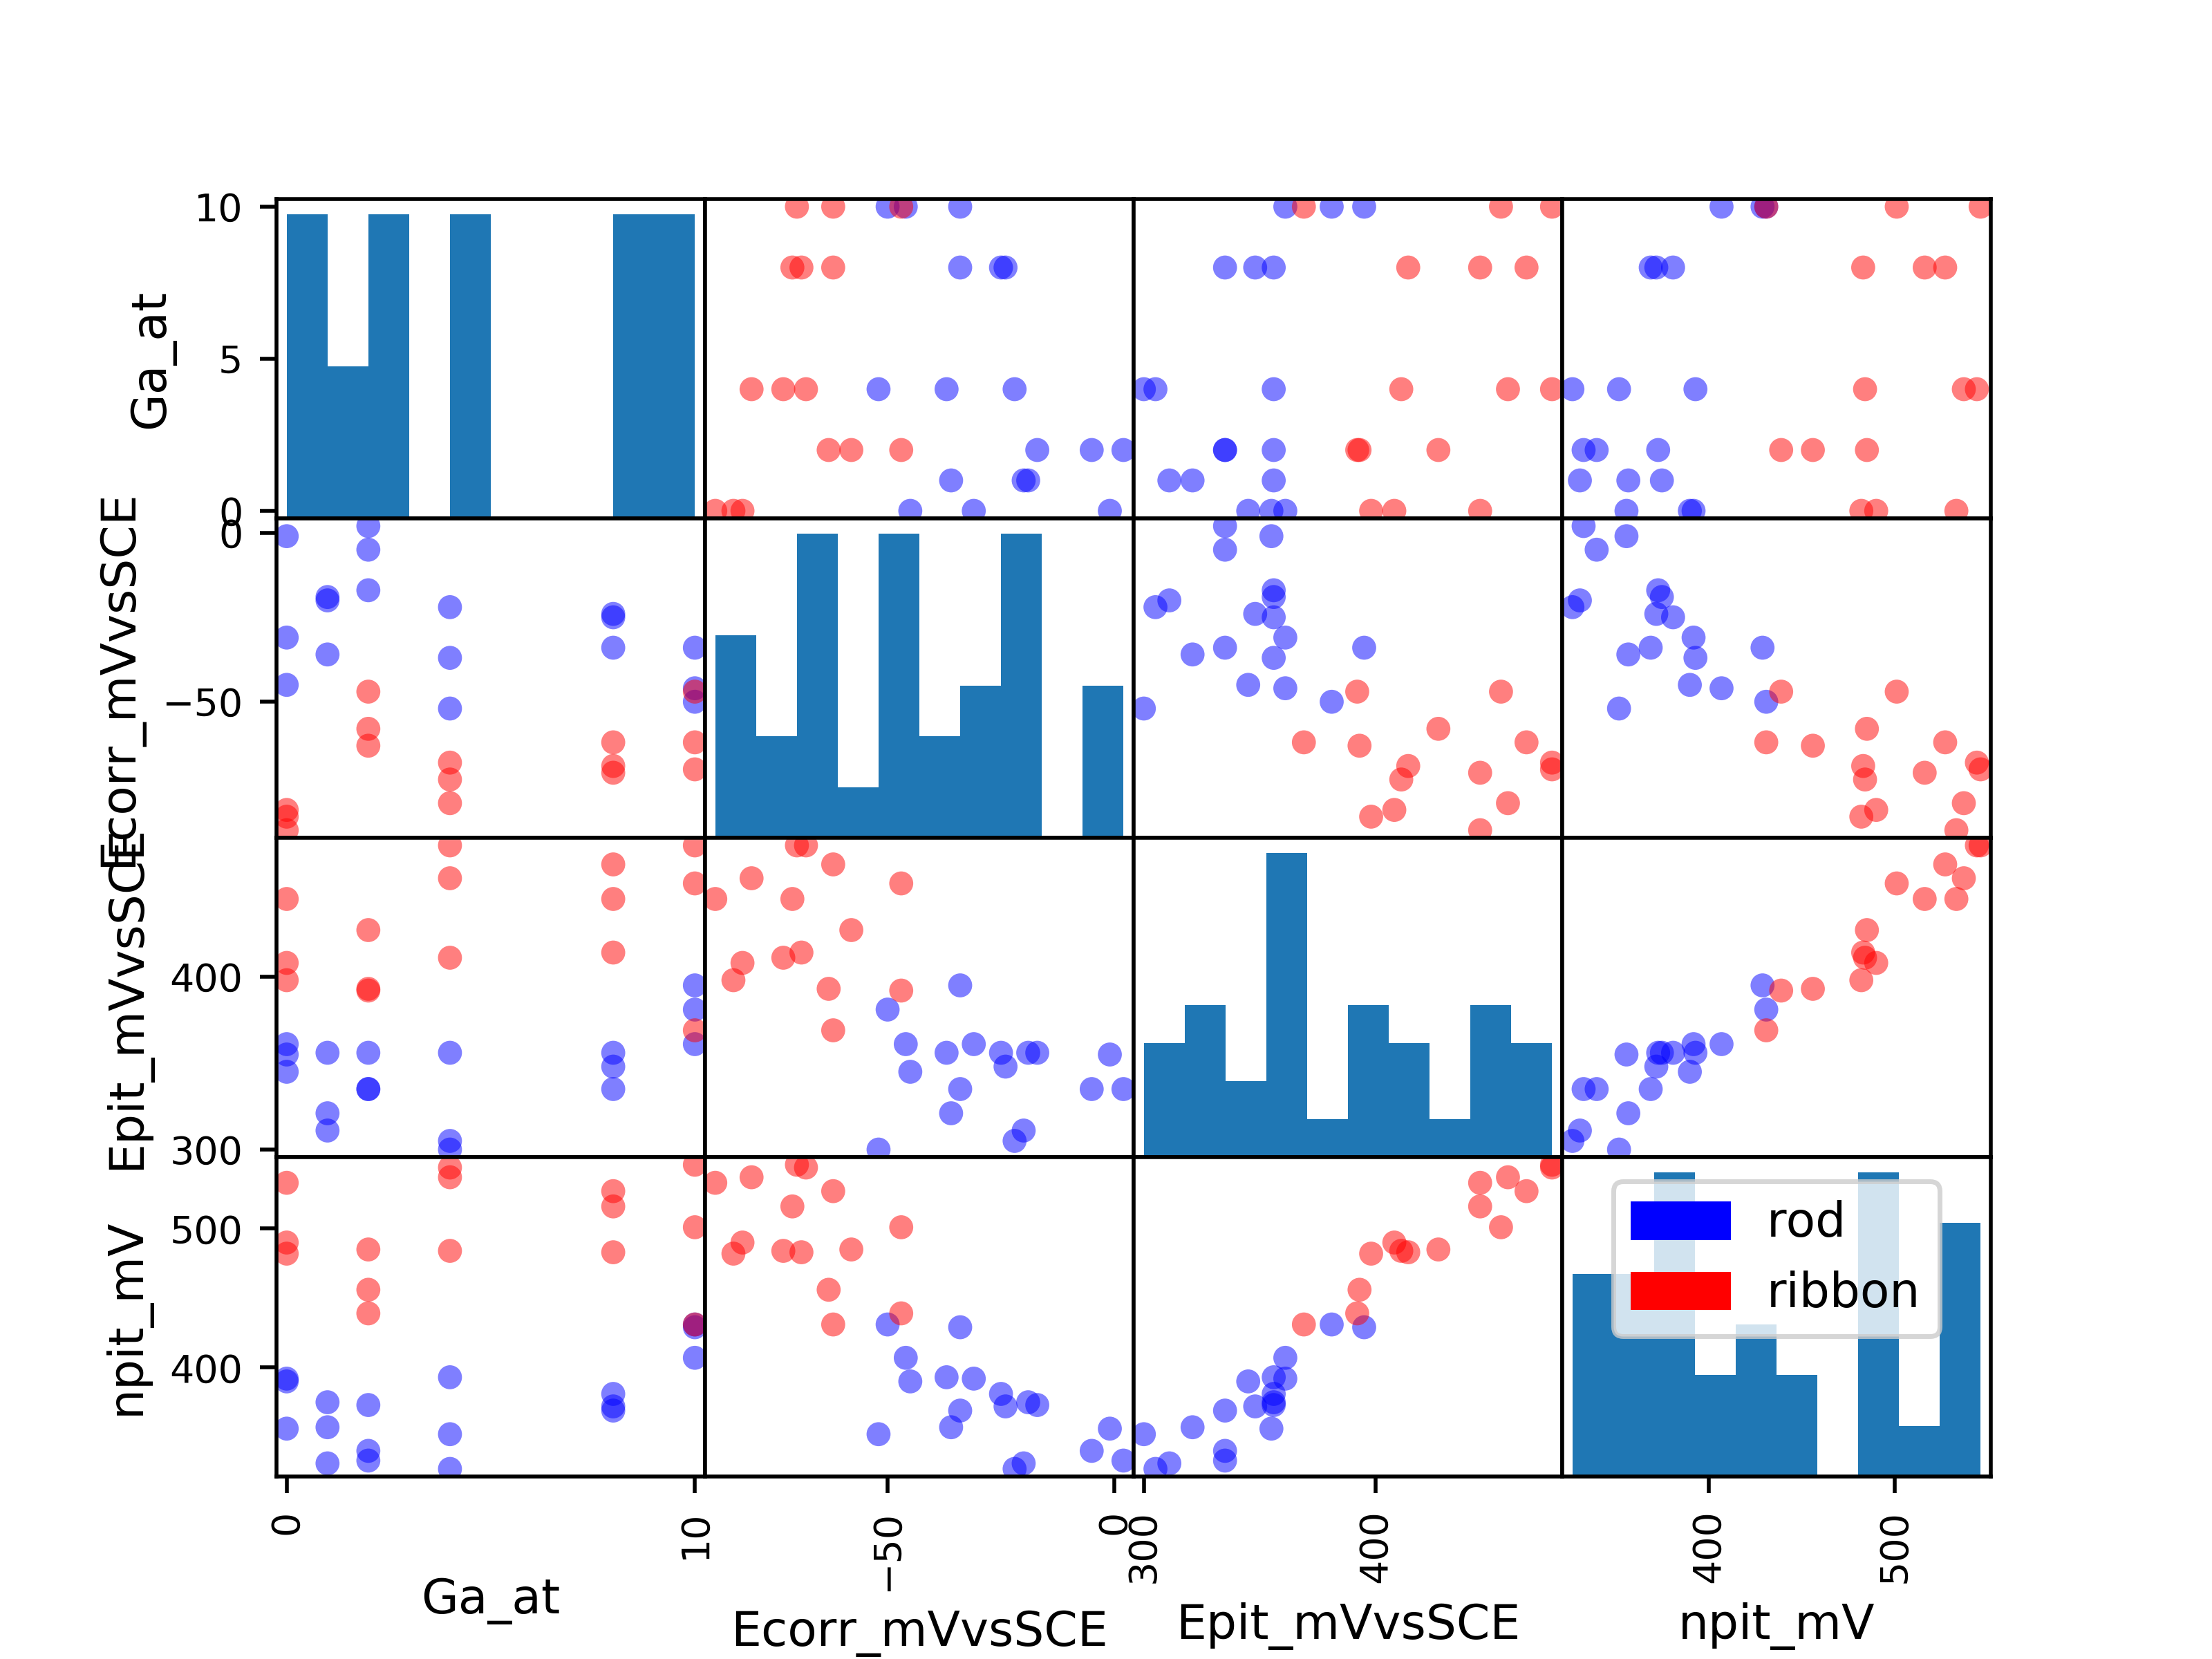 10
5
0
Ga_at
0
−50
Ecorr_mVvsSCE
400
300
Epit_mVvsSCE
500
400
npit_mV
rod
ribbon
0 10 −50 0 300 400 400 500
Ga_at Ecorr_mVvsSCE Epit_mVvsSCE npit_mV